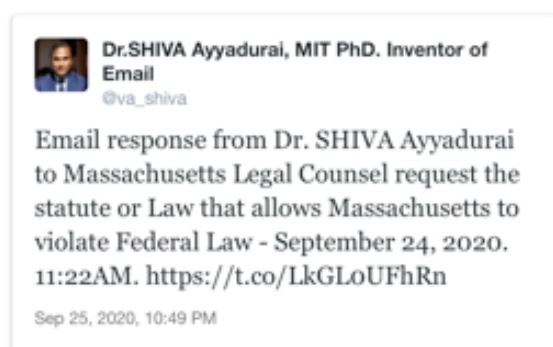 Dr.SHIVA Ayyadurai, MIT PhD. Inventor of
Email
@va_shiva
Email response from Dr. SHIVA Ayyadurai
to Massachusetts Legal Counsel request the
statute or Law that allows Massachusetts to
violate Federal Law - September 24, 2020.
11:22AM. https://t.co/LkGLoUFhRn
Sep 25, 2020, 10:49 PM